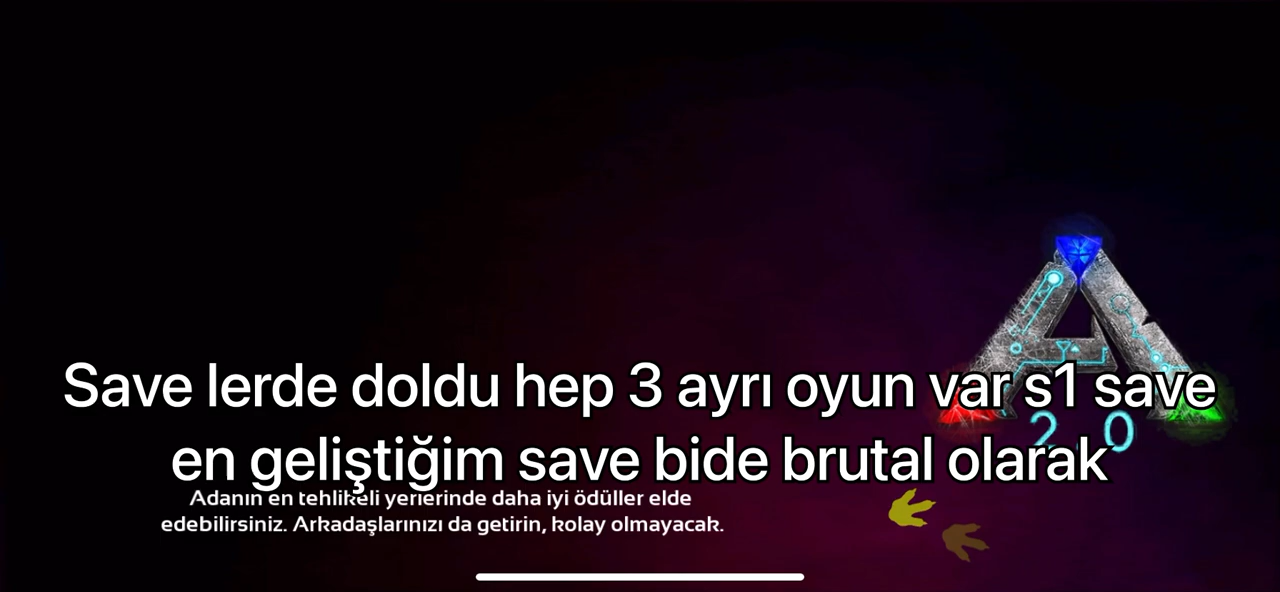 Save lerde doldu hep 3 ayrı oyun var s1 save
en geliştiğim save bide brutal olarak
2.0
Adanın en tehlikeli yerlerinde daha iyi ödüller elde
edebilirsiniz. Arkadaşlarınızı da getirin, kolay olmayacak.